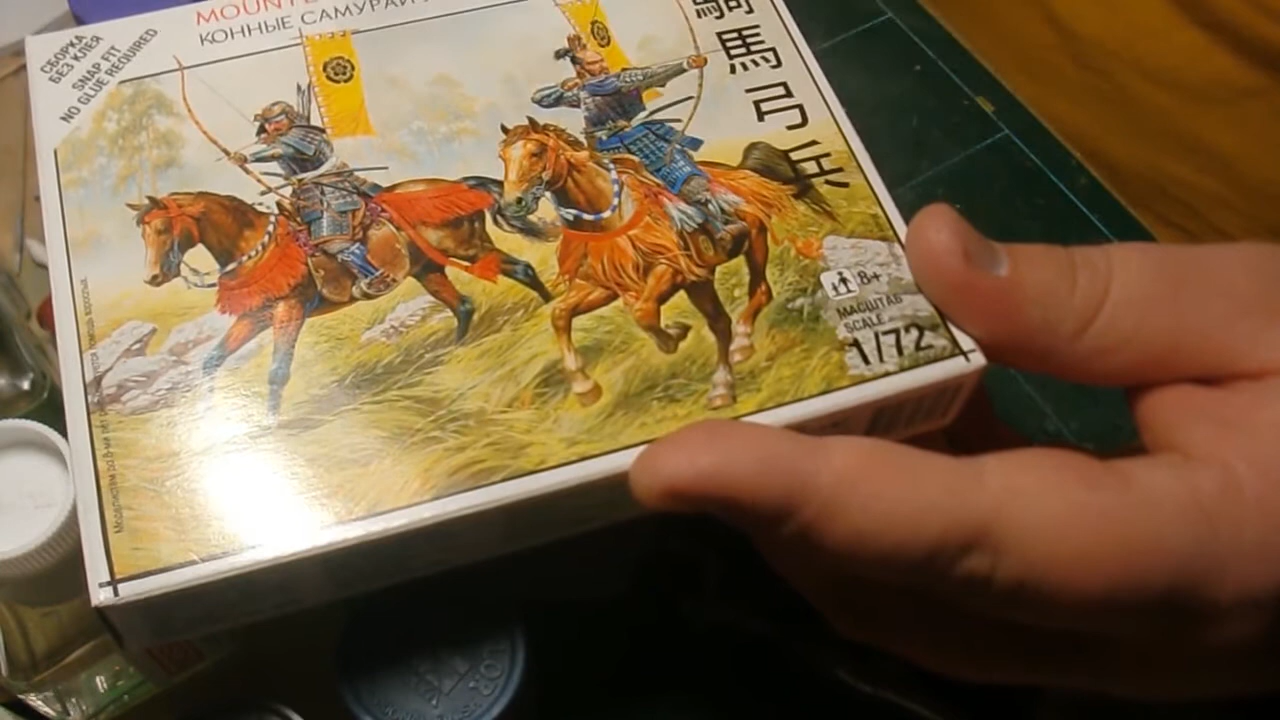 MOUNTE
КОННЫЕ САМУРАИ
СБОРКА
БЕЗ КЛЕЯ
SNAP FIT
NO GLUE REQUIRED
騎
馬
弓
兵
8+
МАСШТАБ
SCALE
1/72